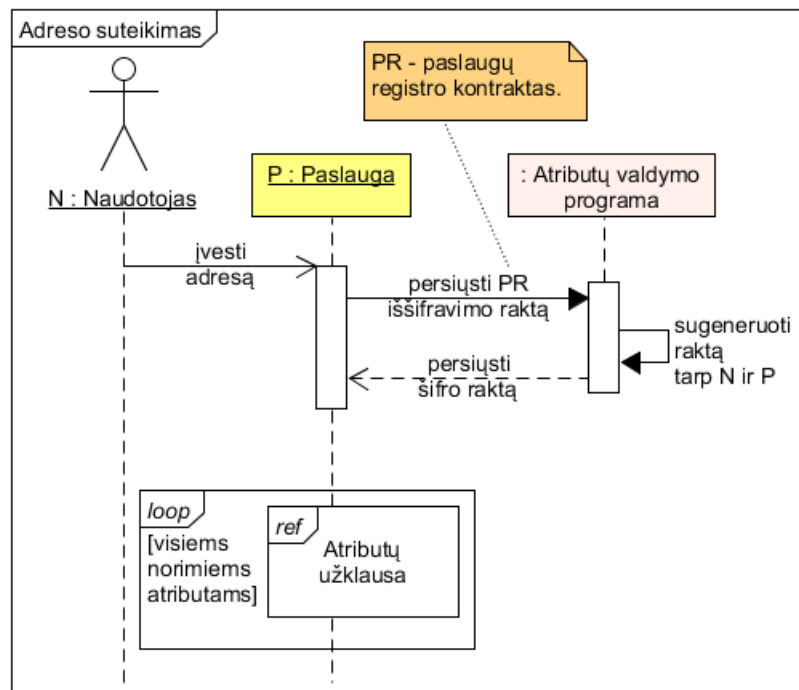 Adreso suteikimas
PR - paslaugų
registro kontraktas.
N : Naudotojas
P : Paslauga
: Atributų valdymo
programa
įvesti
adresą
persiųsti PR
iššifravimo raktą
sugeneruoti
raktą
tarp N ir P
persiųsti
šifro raktą
loop
[visiems
norimiems
atributams]
ref
Atributų
užklausa